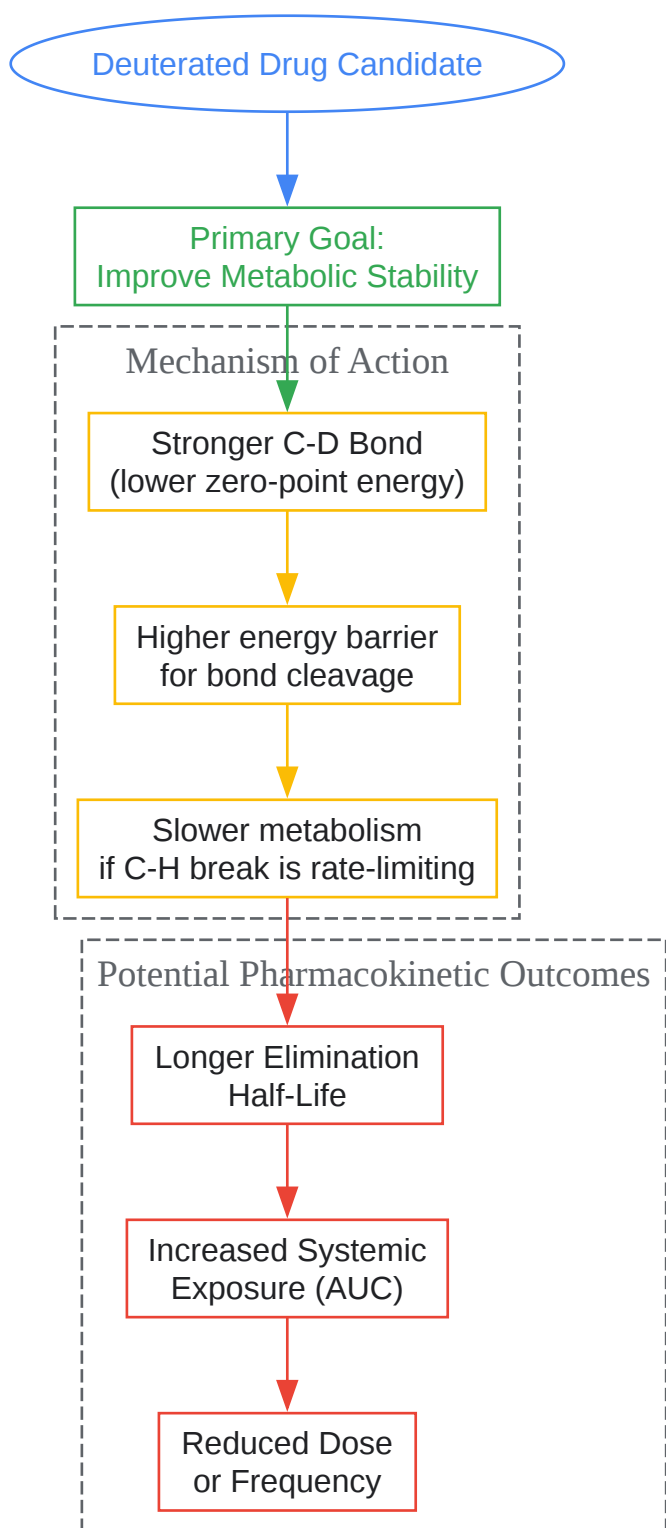 Deuterated Drug Candidate
Primary Goal:
Improve Metabolic Stability
Mechanism of Action
Stronger C-D Bond
(lower zero-point energy)
Higher energy barrier
for bond cleavage
Slower metabolism
if C-H break is rate-limiting
Potential Pharmacokinetic Outcomes
Longer Elimination
Half-Life
Increased Systemic
Exposure (AUC)
Reduced Dose
or Frequency